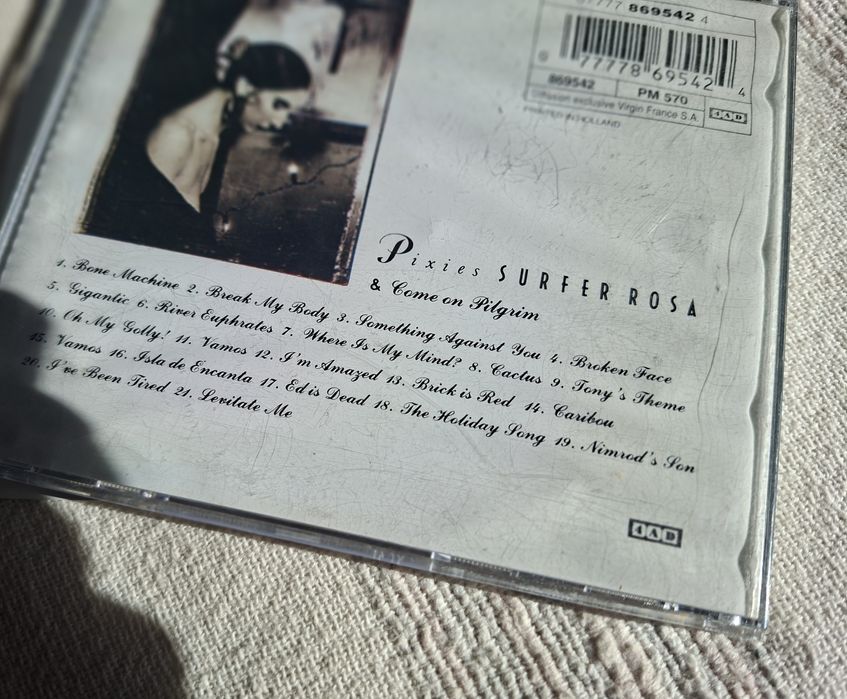 869542 4
0 77778 69542 4
869542 PM 570
exclusive Virgin France S.A. 4AD
PRINTED IN HOLLAND
Pixies SURFER ROSA
& Come on Pilgrim
1. Bone Machine 2. Break My Body 3. Something Against You 4. Broken Face
5. Gigantic 6. River Euphrates 7. Where Is My Mind? 8. Cactus 9. Tony's Theme
10. Oh My Golly! 11. Vamos 12. I'm Amazed 13. Brick is Red 14. Caribou
15. Vamos 16. Isla de Encanta 17. Ed is Dead 18. The Holiday Song 19. Nimrod's Son
20. I've Been Tired 21. Levitate Me
4AD